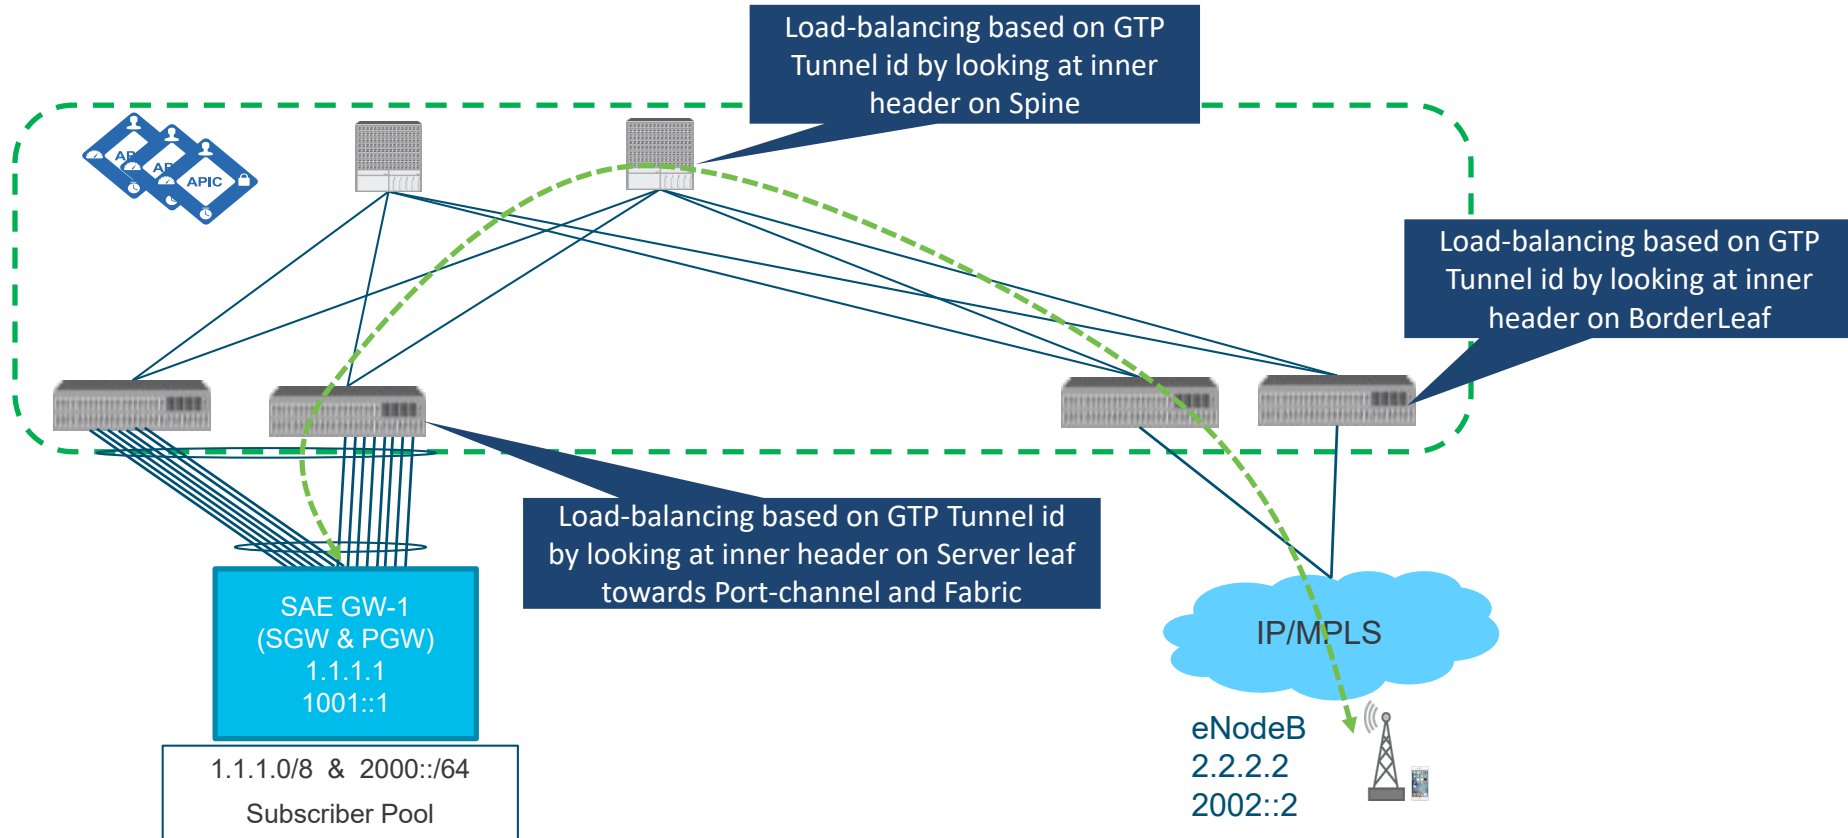 Load-balancing based on GTP
Tunnel id by looking at inner
header on Spine
AP
AP
APIC
Load-balancing based on GTP
Tunnel id by looking at inner
header on BorderLeaf
Load-balancing based on GTP Tunnel id
by looking at inner header on Server leaf
towards Port-channel and Fabric
SAE GW-1
(SGW & PGW)
1.1.1.1
1001::1
1.1.1.0/8 & 2000::/64
Subscriber Pool
IP/MPLS
eNodeB
2.2.2.2
2002::2